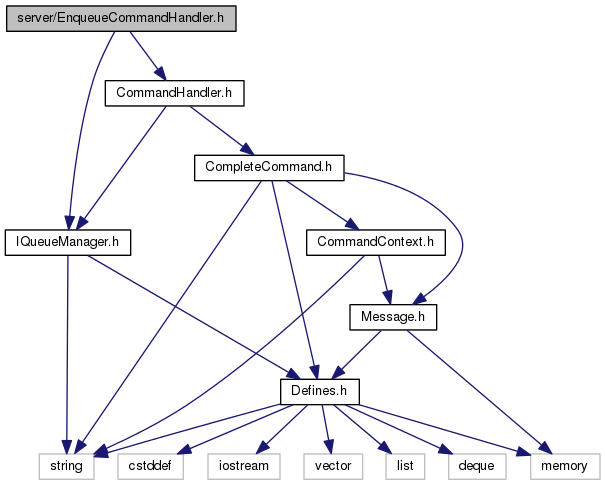 server/EnqueueCommandHandler.h
CommandHandler.h
CompleteCommand.h
IQueueManager.h
CommandContext.h
Message.h
Defines.h
string
cstddef
iostream
vector
list
deque
memory